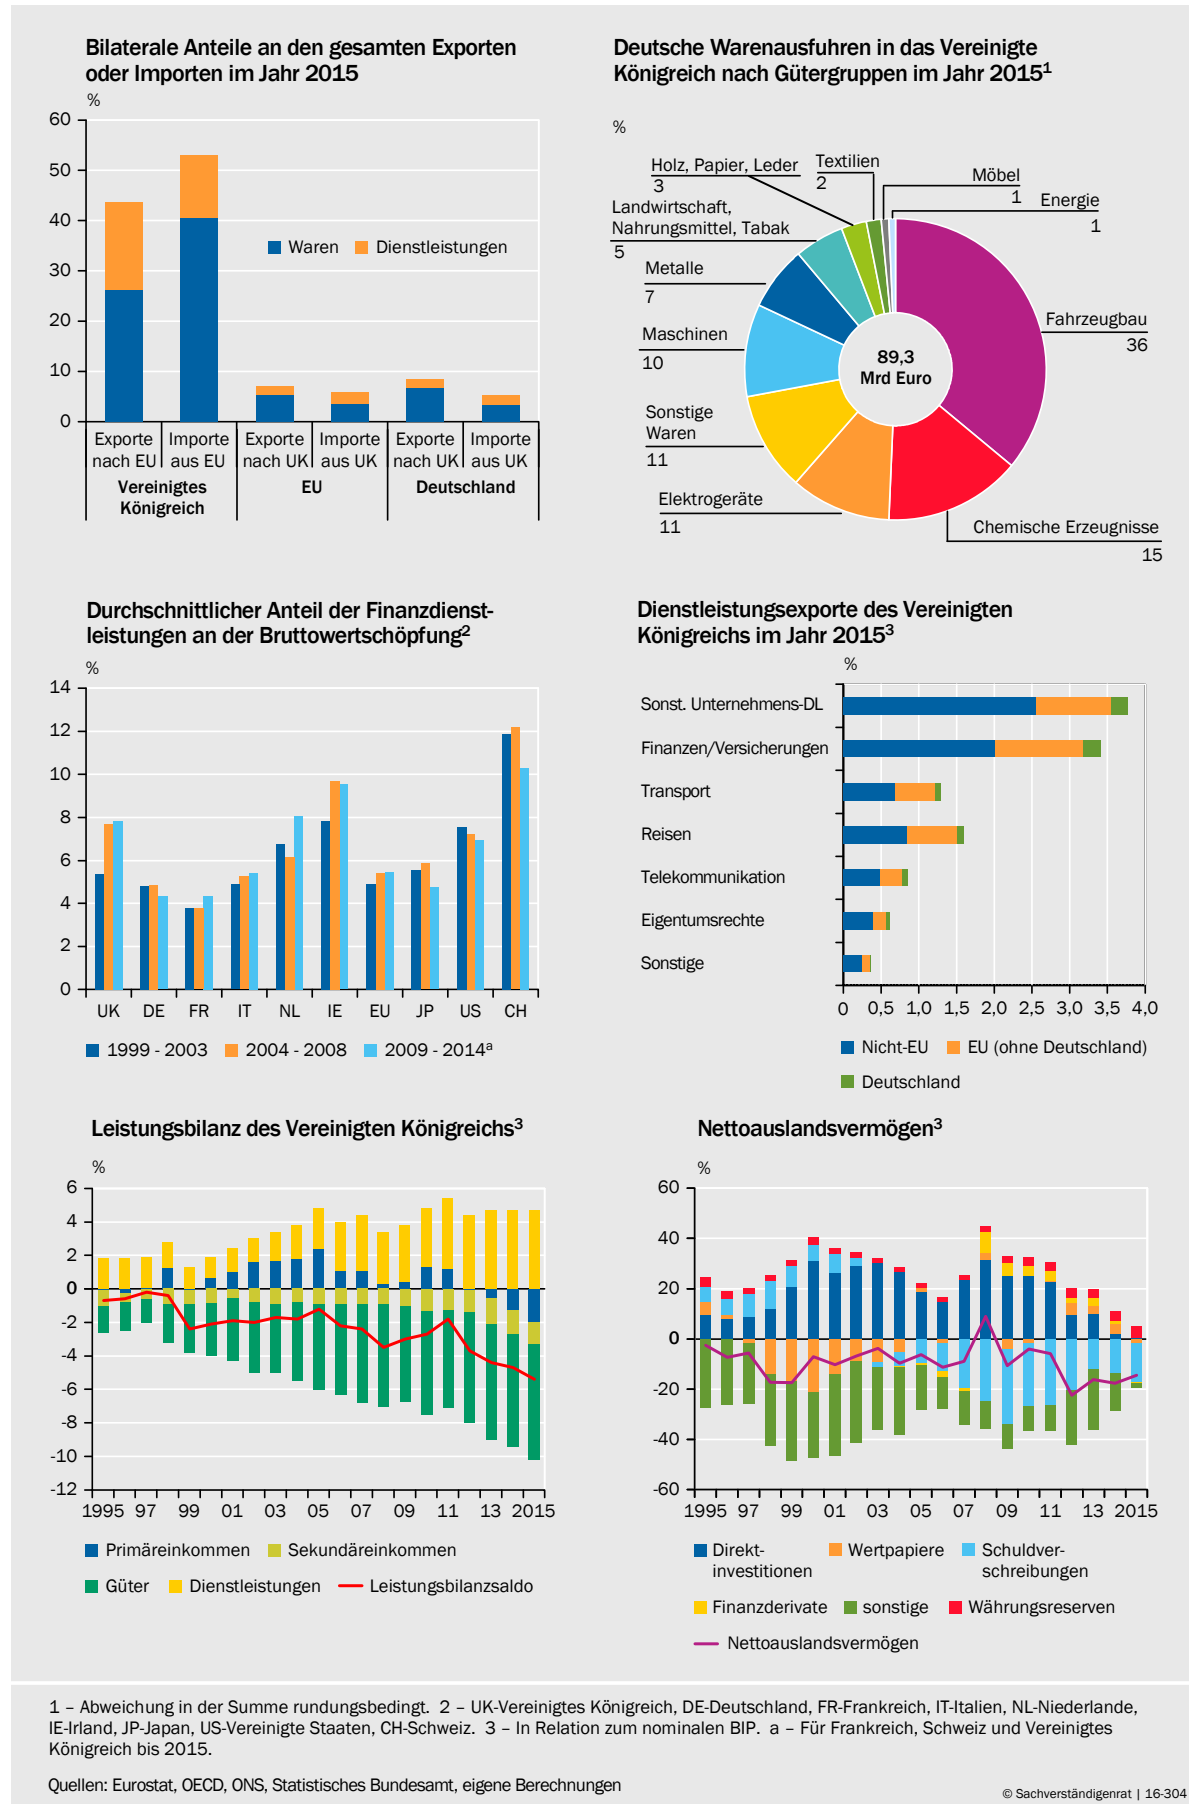 Bilaterale Anteile an den gesamten Exporten
oder Importen im Jahr 2015
%
60
50
40
30
20
10
0
Waren
Dienstleistungen
Exporte
nach EU
Importe
aus EU
Exporte
nach UK
Importe
aus UK
Exporte
nach UK
Importe
aus UK
Vereinigtes
Königreich
EU
Deutschland
Deutsche Warenausfuhren in das Vereinigte
Königreich nach Gütergruppen im Jahr 2015¹
%
Holz, Papier, Leder
3
Textilien
2
Möbel
1
Energie
1
Landwirtschaft,
Nahrungsmittel, Tabak
5
Metalle
7
Maschinen
10
Sonstige
Waren
11
Elektrogeräte
11
Fahrzeugbau
36
Chemische Erzeugnisse
15
89,3
Mrd Euro
Durchschnittlicher Anteil der Finanzdienst-
leistungen an der Bruttowertschöpfung²
%
14
12
10
8
6
4
2
0
UK DE FR IT NL IE EU JP US CH
1999 - 2003
2004 - 2008
2009 - 2014ᵃ
Dienstleistungsexporte des Vereinigten
Königreichs im Jahr 2015³
%
Sonst. Unternehmens-DL
Finanzen/Versicherungen
Transport
Reisen
Telekommunikation
Eigentumsrechte
Sonstige
0 0,5 1,0 1,5 2,0 2,5 3,0 3,5 4,0
Nicht-EU
EU (ohne Deutschland)
Deutschland
Leistungsbilanz des Vereinigten Königreichs³
%
6
4
2
0
-2
-4
-6
-8
-10
-12
1995 97 99 01 03 05 07 09 11 13 2015
Primäreinkommen
Sekundäreinkommen
Güter
Dienstleistungen
Leistungsbilanzsaldo
Nettoauslandsvermögen³
%
60
40
20
0
-20
-40
-60
1995 97 99 01 03 05 07 09 11 13 2015
Direkt-
investitionen
Wertpapiere
Schuldver-
schreibungen
Finanzderivate
sonstige
Währungsreserven
Nettoauslandsvermögen
1 – Abweichung in der Summe rundungsbedingt. 2 – UK-Vereinigtes Königreich, DE-Deutschland, FR-Frankreich, IT-Italien, NL-Niederlande,
IE-Irland, JP-Japan, US-Vereinigte Staaten, CH-Schweiz. 3 – In Relation zum nominalen BIP. a – Für Frankreich, Schweiz und Vereinigtes
Königreich bis 2015.
Quellen: Eurostat, OECD, ONS, Statistisches Bundesamt, eigene Berechnungen
© Sachverständigenrat | 16-304